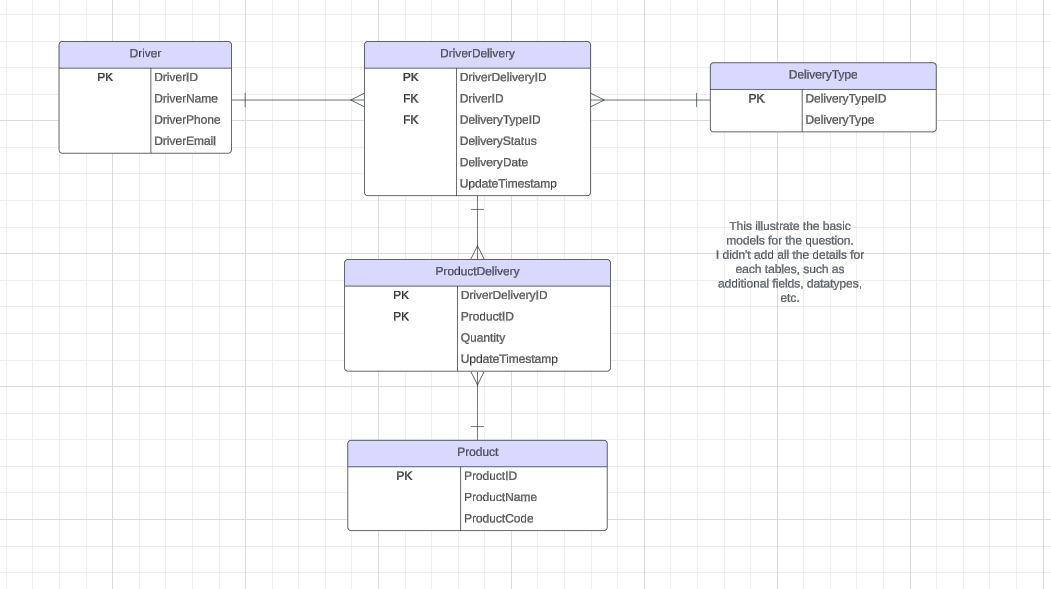 Driver
PK DriverID
DriverName
DriverPhone
DriverEmail
DriverDelivery
PK DriverDeliveryID
FK DriverID
FK DeliveryTypeID
DeliveryStatus
DeliveryDate
UpdateTimestamp
DeliveryType
PK DeliveryTypeID
DeliveryType
This illustrate the basic
models for the question.
I didn't add all the details for
each tables, such as
additional fields, datatypes,
etc.
ProductDelivery
PK DriverDeliveryID
PK ProductID
Quantity
UpdateTimestamp
Product
PK ProductID
ProductName
ProductCode